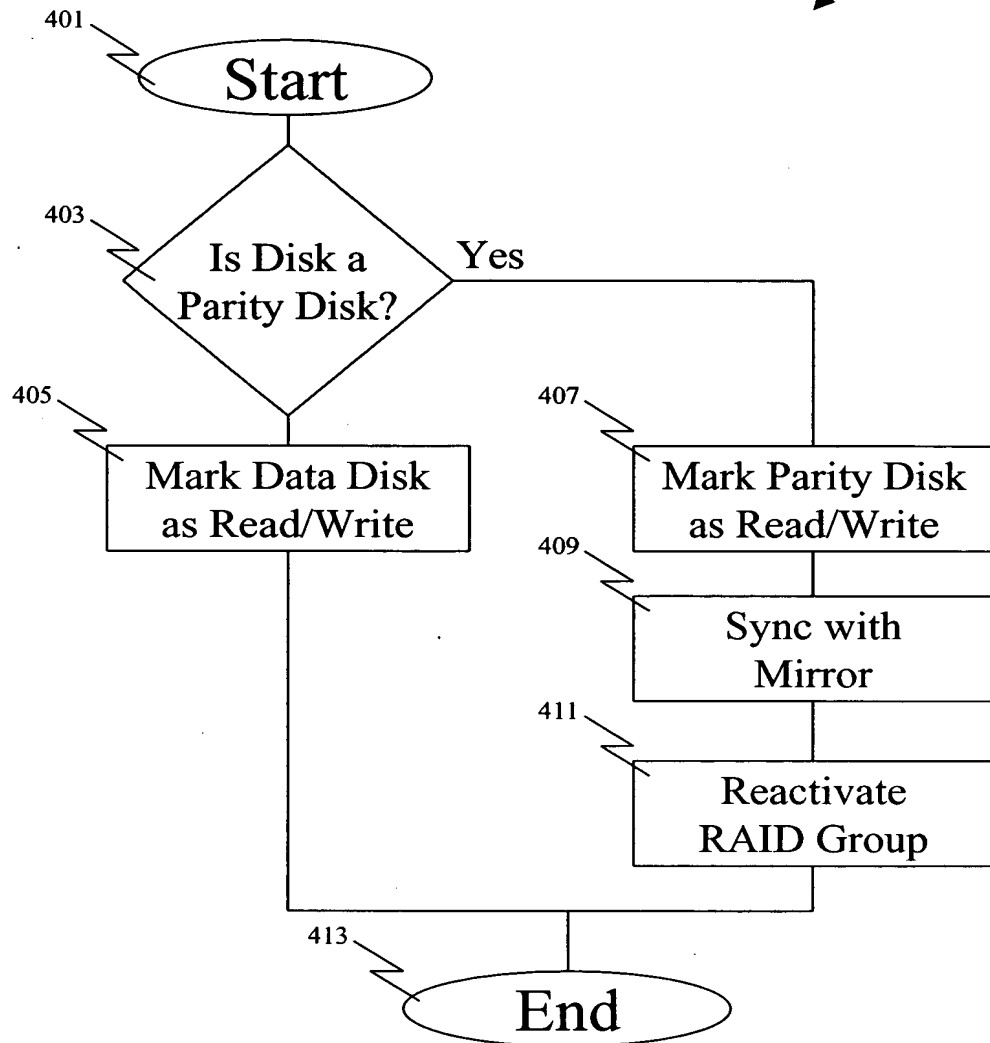 401
Start
403
Is Disk a
Parity Disk?
Yes
405
Mark Data Disk
as Read/Write
407
Mark Parity Disk
as Read/Write
409
Sync with
Mirror
411
Reactivate
RAID Group
413
End